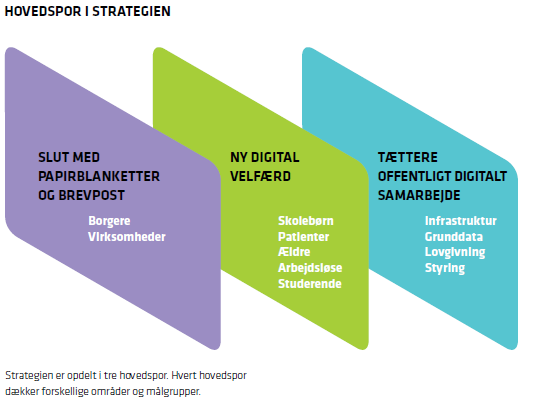 HOVEDSPOR I STRATEGIEN
SLUT MED
PAPIRBLANKETTER
OG BREVPOST
Borgere
Virksomheder
NY DIGITAL
VELFÆRD
Skolebørn
Patienter
Ældre
Arbejdsløse
Studerende
TÆTTERE
OFFENTLIGT DIGITALT
SAMARBEJDE
Infrastruktur
Grunddata
Lovgivning
Styring
Strategien er opdelt i tre hovedspor. Hvert hovedspor
dækker forskellige områder og målgrupper.